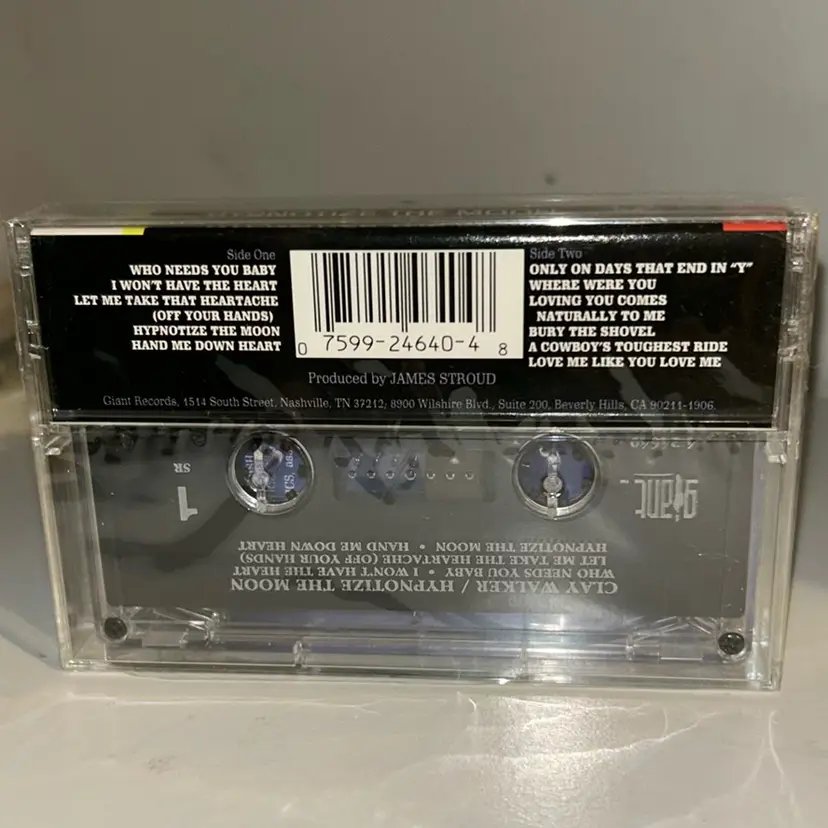 HYPNOTIZE THE MOON
Side One
WHO NEEDS YOU BABY
I WON'T HAVE THE HEART
LET ME TAKE THAT HEARTACHE
(OFF YOUR HANDS)
HYPNOTIZE THE MOON
HAND ME DOWN HEART
0 7599-24640-4 8
Side Two
ONLY ON DAYS THAT END IN “Y”
WHERE WERE YOU
LOVING YOU COMES
NATURALLY TO ME
BURY THE SHOVEL
A COWBOY'S TOUGHEST RIDE
LOVE ME LIKE YOU LOVE ME
Produced by JAMES STROUD
Giant Records, 1514 South Street, Nashville, TN 37212; 8900 Wilshire Blvd., Suite 200, Beverly Hills, CA 90211-1906.
CLAY WALKER / HYPNOTIZE THE MOON
WHO NEEDS YOU BABY • I WON'T HAVE THE HEART
LET ME TAKE THE HEARTACHE (OFF YOUR HANDS)
HYPNOTIZE THE MOON • HAND ME DOWN HEART
giant
1
SR